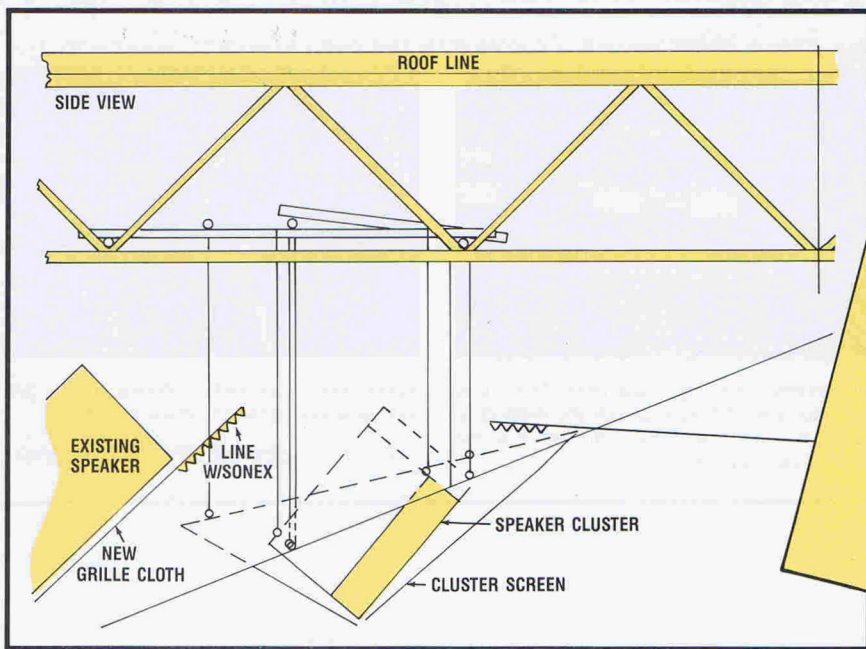 ROOF LINE
SIDE VIEW
EXISTING
SPEAKER
LINE
W/SONEX
NEW
GRILLE CLOTH
SPEAKER CLUSTER
CLUSTER SCREEN